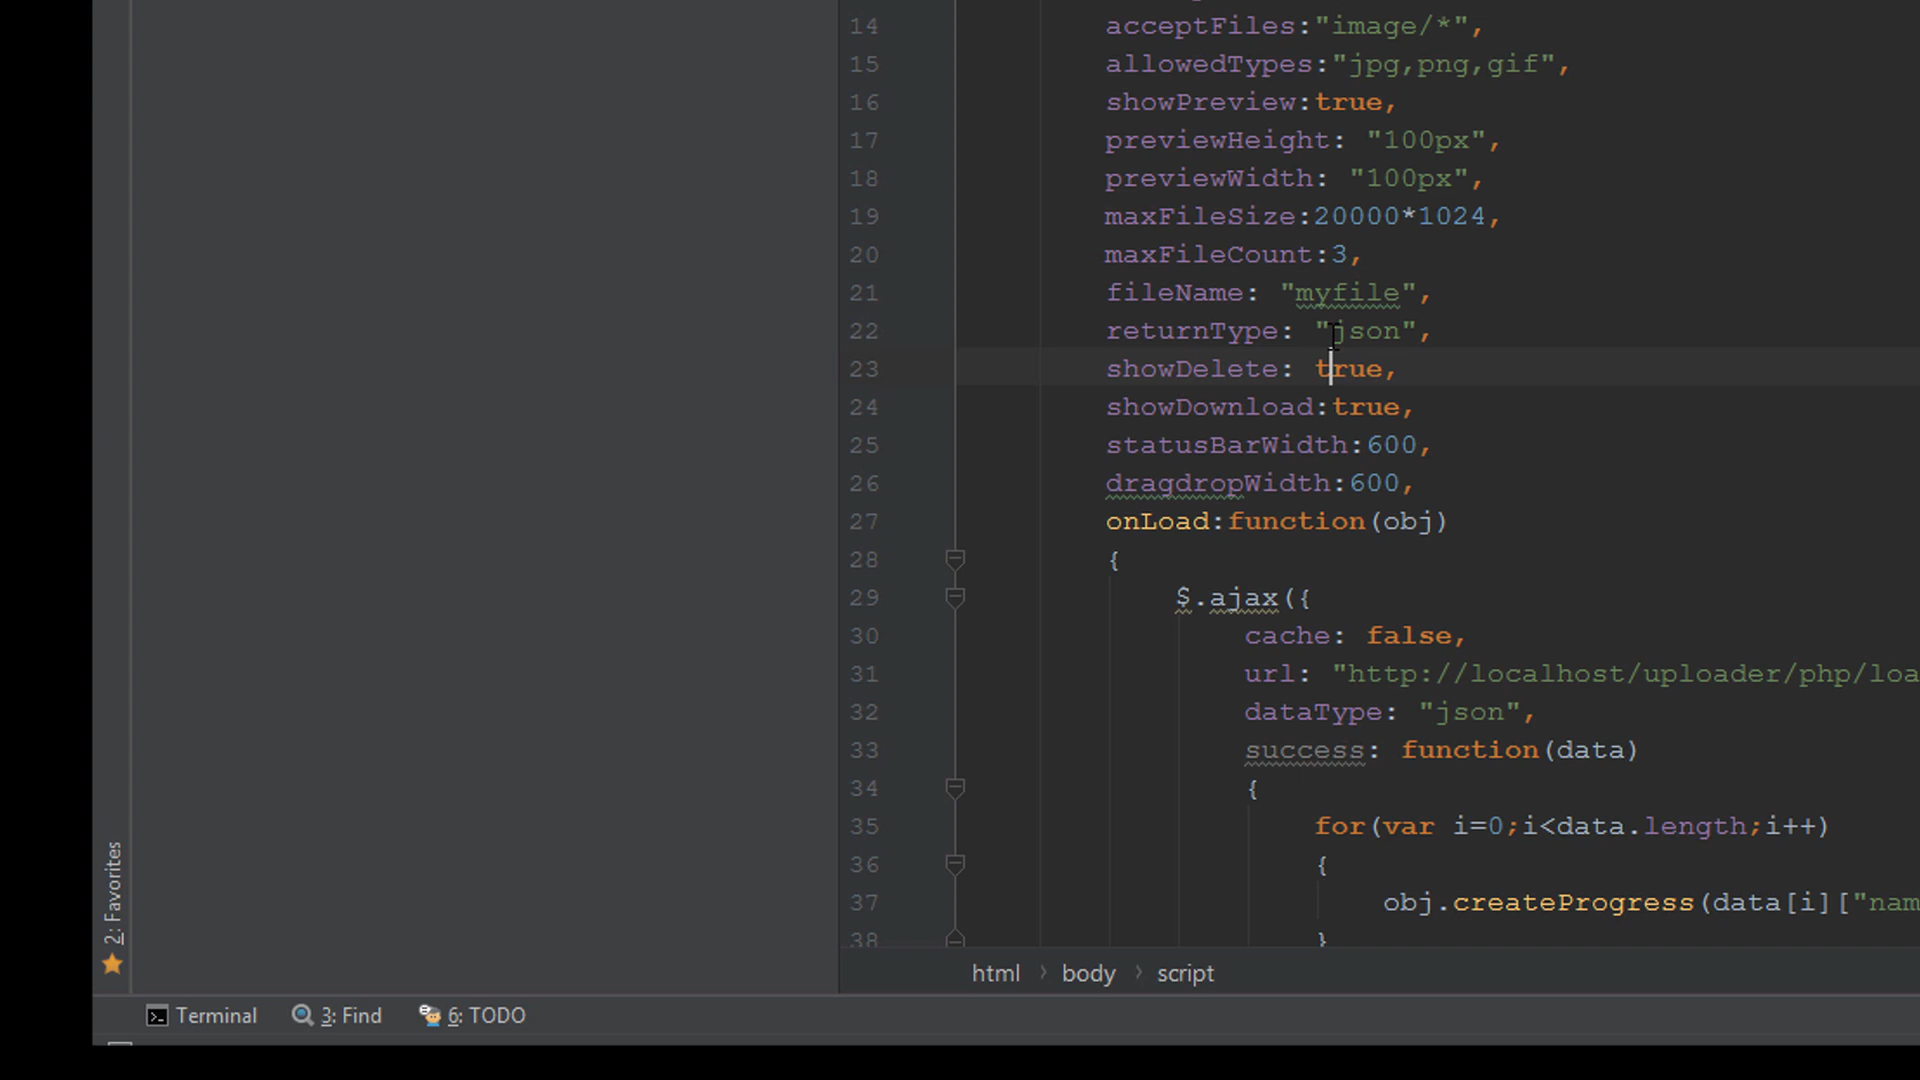 14 acceptFiles:"image/*",
15 allowedTypes:"jpg,png,gif",
16 showPreview:true,
17 previewHeight: "100px",
18 previewWidth: "100px",
19 maxFileSize:20000*1024,
20 maxFileCount:3,
21 fileName: "myfile",
22 returnType: "json",
23 showDelete: true,
24 showDownload:true,
25 statusBarWidth:600,
26 dragdropWidth:600,
27 onLoad:function(obj)
28 {
29 $.ajax({
30 cache: false,
31 url: "http://localhost/uploader/php/loa
32 dataType: "json",
33 success: function(data)
34 {
35 for(var i=0;i<data.length;i++)
36 {
37 obj.createProgress(data[i]["nam
38 }
html › body › script
2: Favorites
Terminal 3: Find 6: TODO